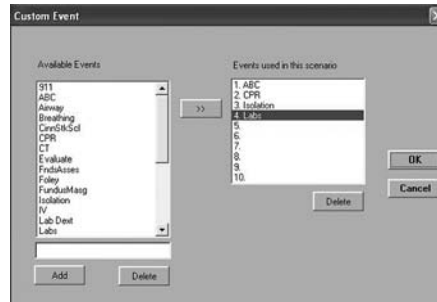 Custom Event
Available Events
911
ABC
Airway
Breathing
CinnStkScl
CPR
CT
Evaluate
FndsAsses
Foley
FundusMasg
Isolation
IV
Lab Dext
Labs
Add
Delete
>>
Events used in this scenario
1. ABC
2. CPR
3. Isolation
4. Labs
5.
6.
7.
8.
9.
10.
Delete
OK
Cancel